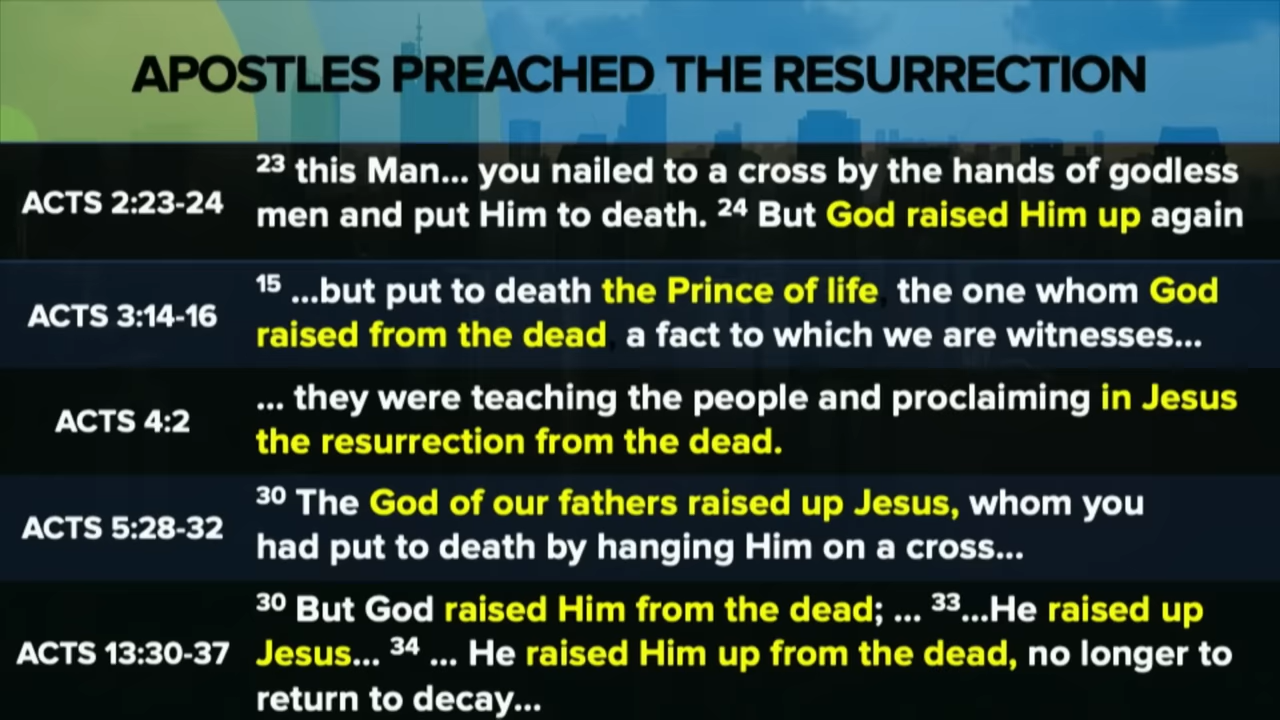 APOSTLES PREACHED THE RESURRECTION
ACTS 2:23-24
²³ this Man... you nailed to a cross by the hands of godless
men and put Him to death. ²⁴ But God raised Him up again
ACTS 3:14-16
¹⁵ ...but put to death the Prince of life, the one whom God
raised from the dead, a fact to which we are witnesses...
ACTS 4:2
... they were teaching the people and proclaiming in Jesus
the resurrection from the dead.
ACTS 5:28-32
³⁰ The God of our fathers raised up Jesus, whom you
had put to death by hanging Him on a cross...
ACTS 13:30-37
³⁰ But God raised Him from the dead; ... ³³...He raised up
Jesus... ³⁴ ... He raised Him up from the dead, no longer to
return to decay...